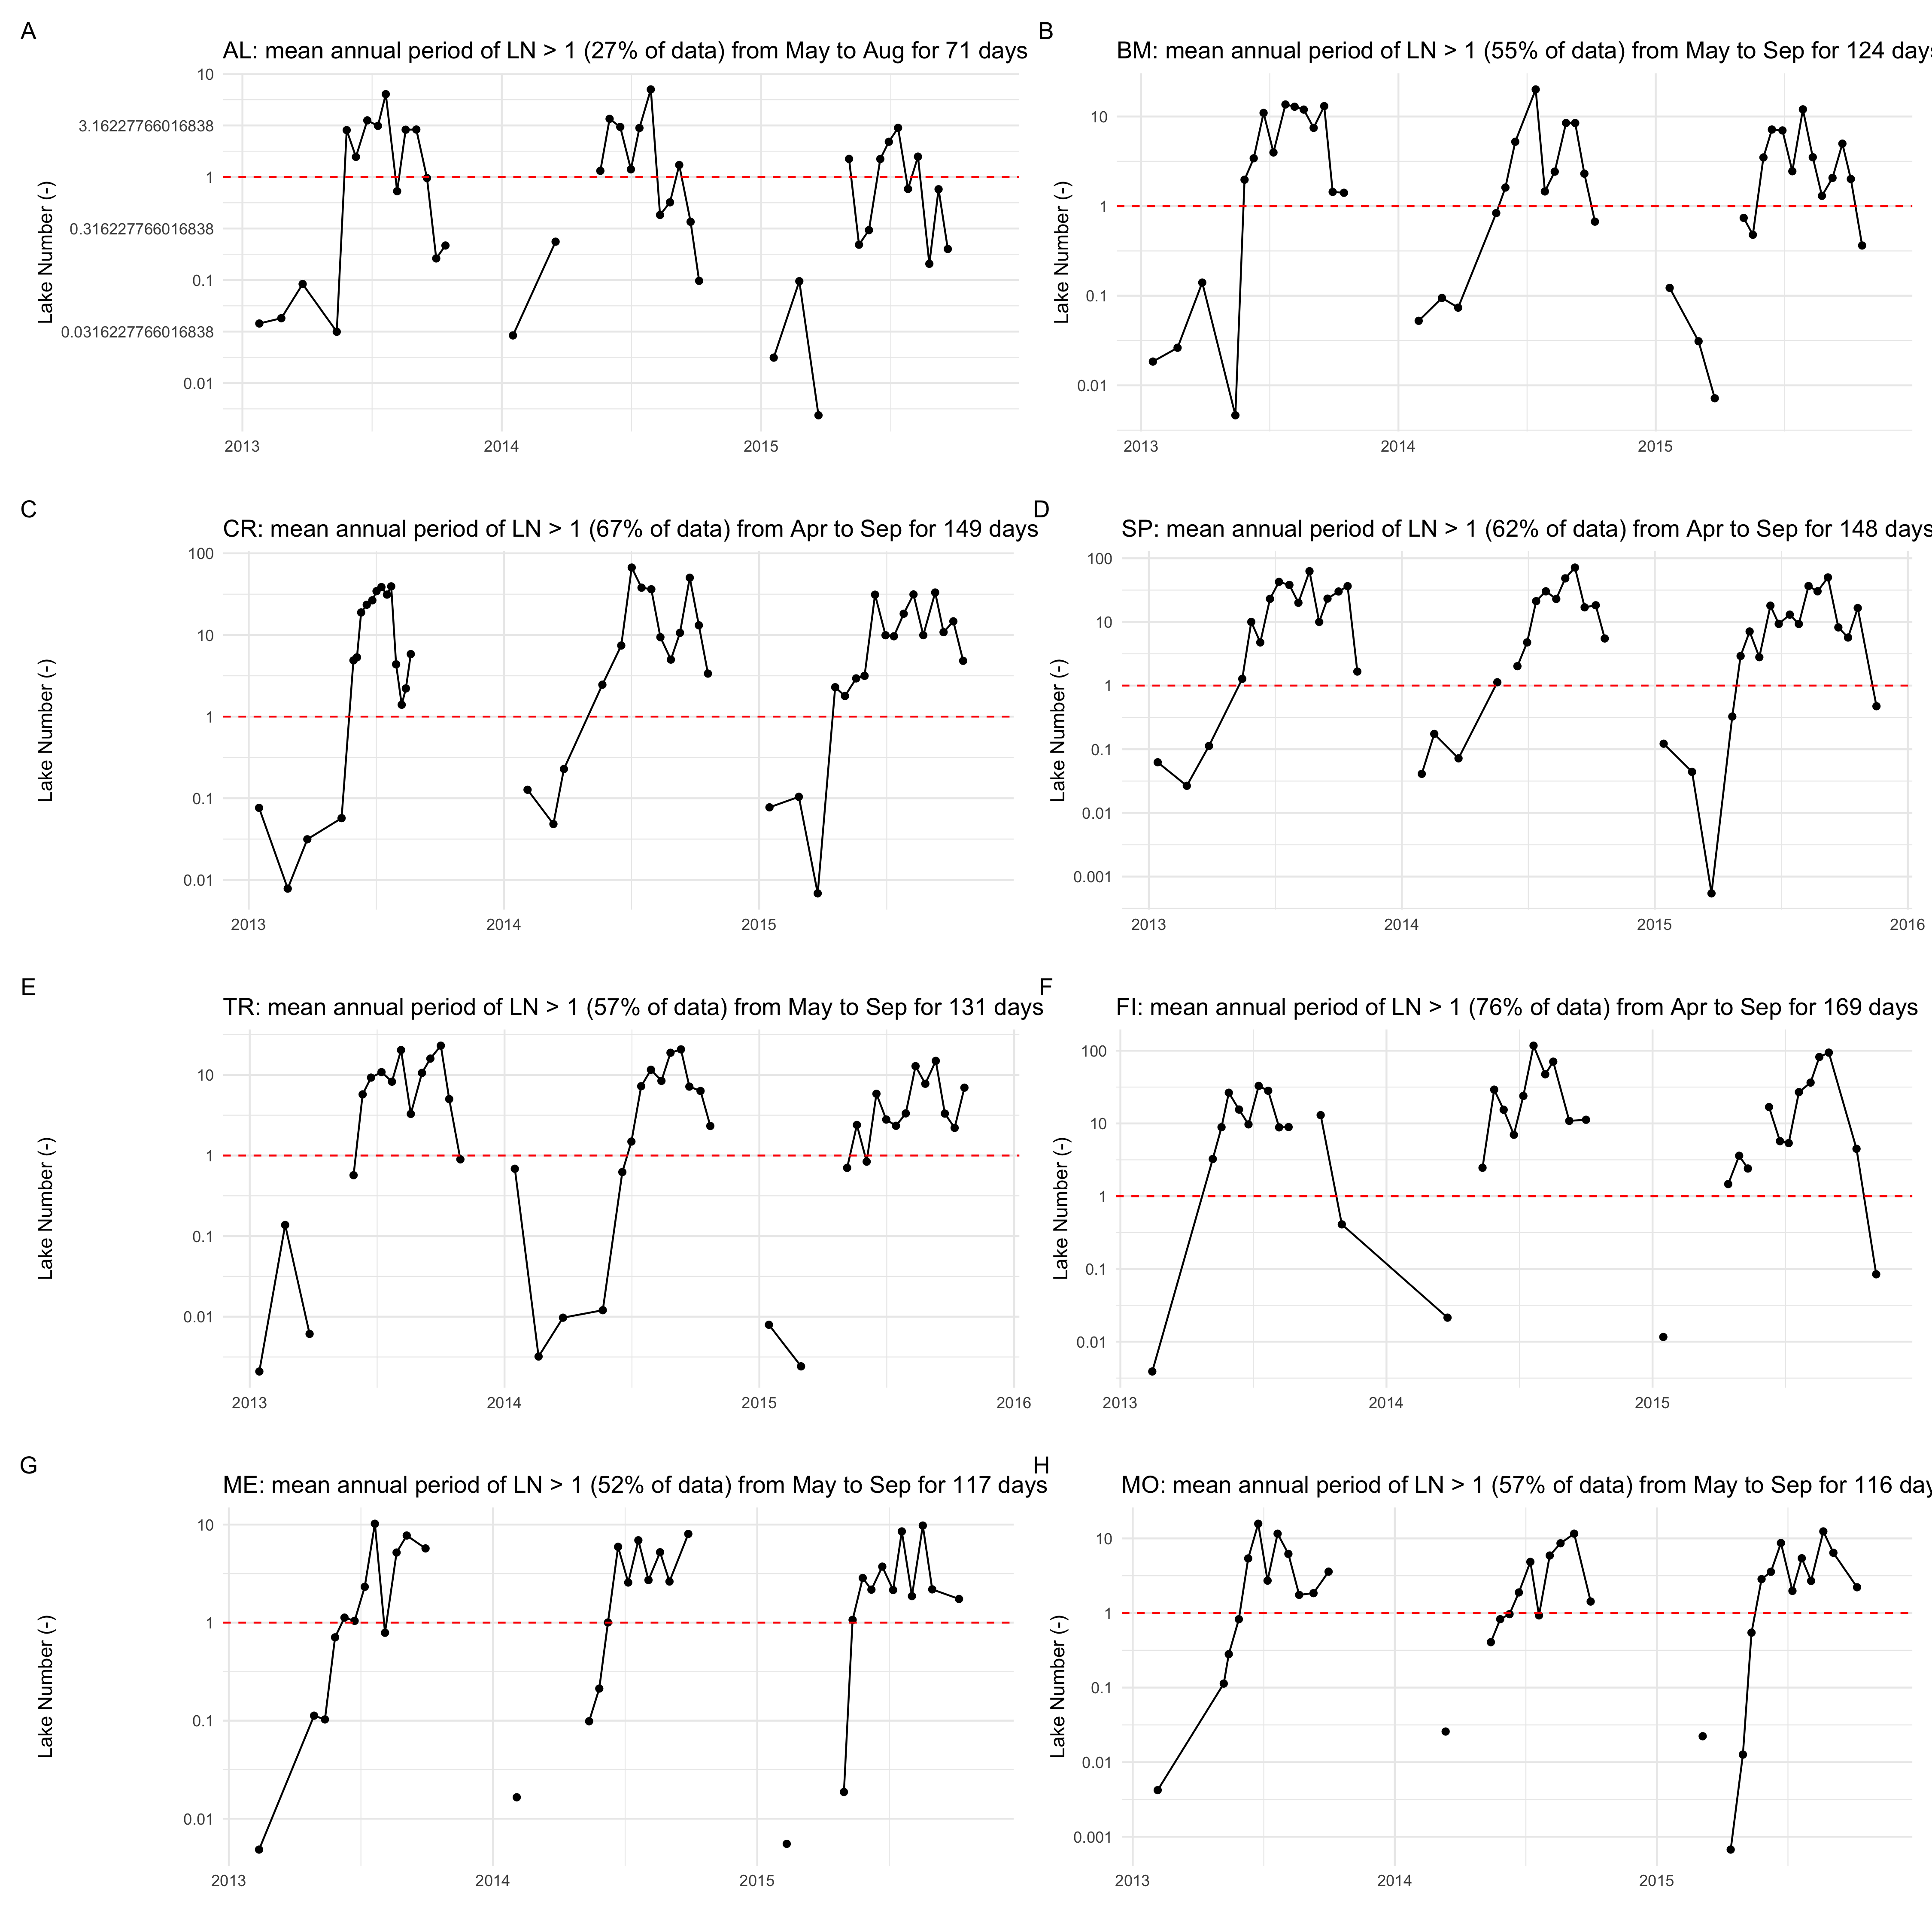 A
AL: mean annual period of LN > 1 (27% of data) from May to Aug for 71 days
Lake Number (-)
10
3.16227766016838
1
0.316227766016838
0.1
0.0316227766016838
0.01
2013 2014 2015
B
BM: mean annual period of LN > 1 (55% of data) from May to Sep for 124 days
Lake Number (-)
10
1
0.1
0.01
2013 2014 2015
C
CR: mean annual period of LN > 1 (67% of data) from Apr to Sep for 149 days
Lake Number (-)
100
10
1
0.1
0.01
2013 2014 2015
D
SP: mean annual period of LN > 1 (62% of data) from Apr to Sep for 148 days
Lake Number (-)
100
10
1
0.1
0.01
0.001
2013 2014 2015 2016
E
TR: mean annual period of LN > 1 (57% of data) from May to Sep for 131 days
Lake Number (-)
10
1
0.1
0.01
2013 2014 2015 2016
F
FI: mean annual period of LN > 1 (76% of data) from Apr to Sep for 169 days
Lake Number (-)
100
10
1
0.1
0.01
2013 2014 2015
G
ME: mean annual period of LN > 1 (52% of data) from May to Sep for 117 days
Lake Number (-)
10
1
0.1
0.01
2013 2014 2015
H
MO: mean annual period of LN > 1 (57% of data) from May to Sep for 116 day
Lake Number (-)
10
1
0.1
0.01
0.001
2013 2014 2015